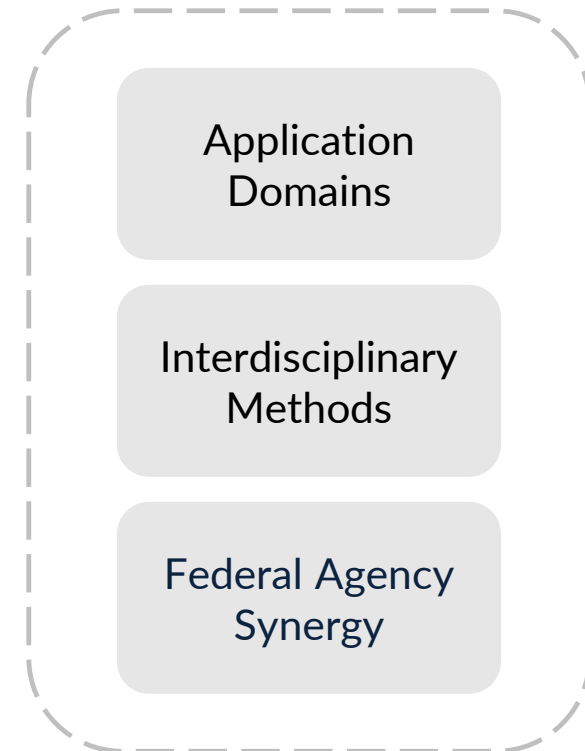 Application
Domains
Interdisciplinary
Methods
Federal Agency
Synergy